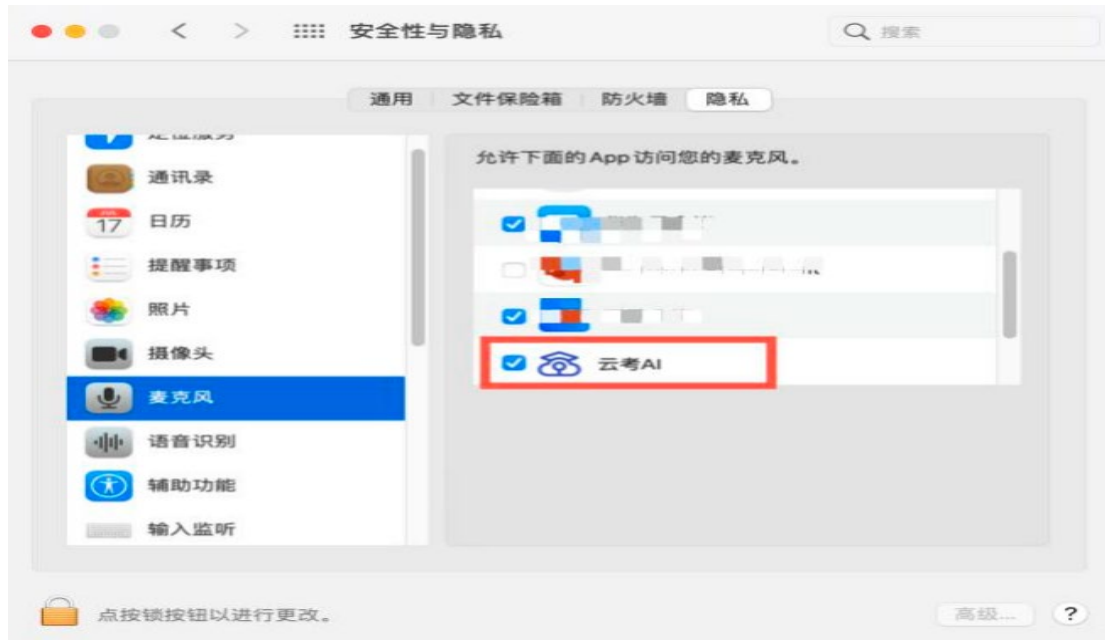 安全性与隐私
搜索
通用 文件保险箱 防火墙 隐私
定位服务
通讯录
17 日历
提醒事项
照片
摄像头
麦克风
语音识别
辅助功能
输入监听
允许下面的App访问您的麦克风。
云考AI
点按锁按钮以进行更改。
高级... ?